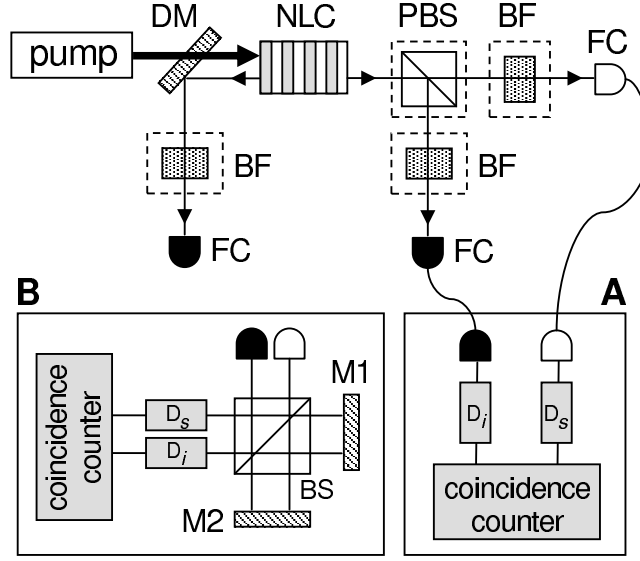 DM NLC PBS BF
FC
pump
BF
BF
FC
FC
B
A
M1
coincidence
counter
Ds
Di
BS
M2
Di
Ds
coincidence
counter